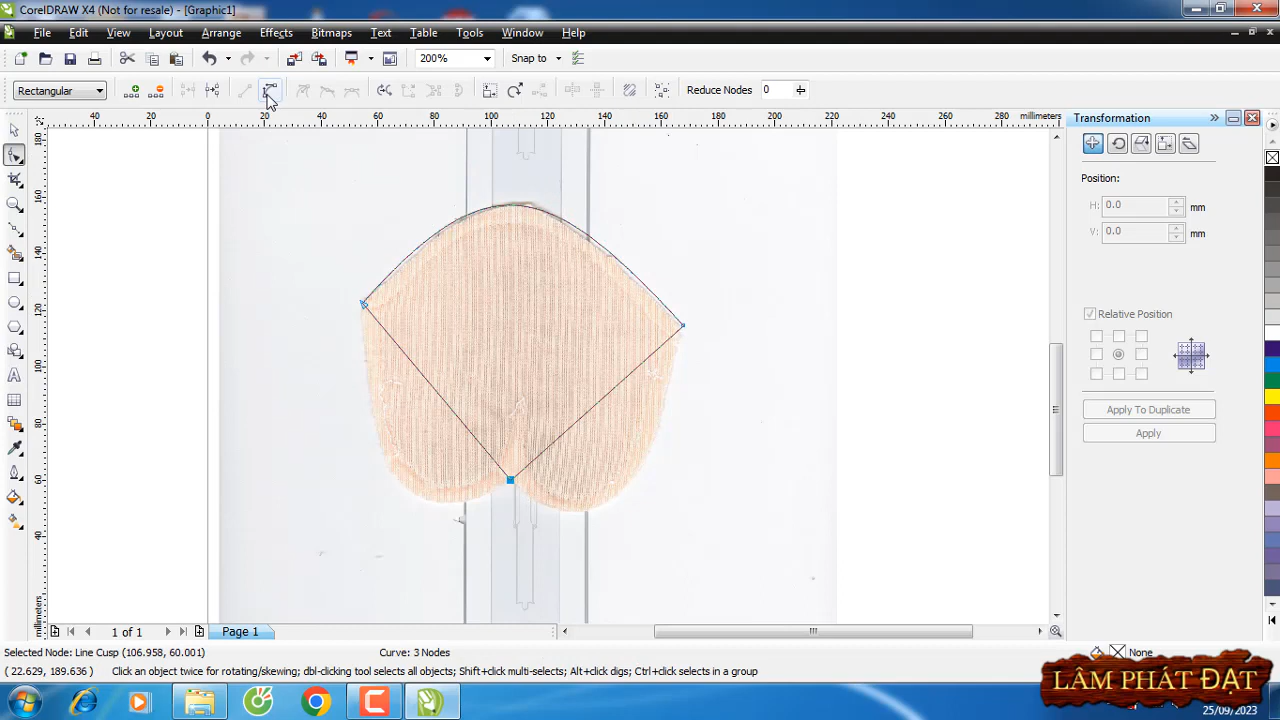 CorelDRAW X4 (Not for resale) - [Graphic1]
File Edit View Layout Arrange Effects Bitmaps Text Table Tools Window Help
200% Snap to
Rectangular Reduce Nodes 0
40 20 0 20 40 60 80 100 120 140 160 180 200 220 240 260 280 millimeters
180
160
140
120
100
80
60
40
millimeters
Transformation
Position:
H: 0.0 mm
V: 0.0 mm
Relative Position
Apply To Duplicate
Apply
1 of 1 Page 1
Selected Node: Line Cusp (106.958, 60.001) Curve: 3 Nodes None
( 22.629, 189.636 ) Click an object twice for rotating/skewing; dbl-clicking tool selects all objects; Shift+click multi-selects; Alt+click digs; Ctrl+click selects in a group
LÂM PHÁT ĐẠT
25/09/2023